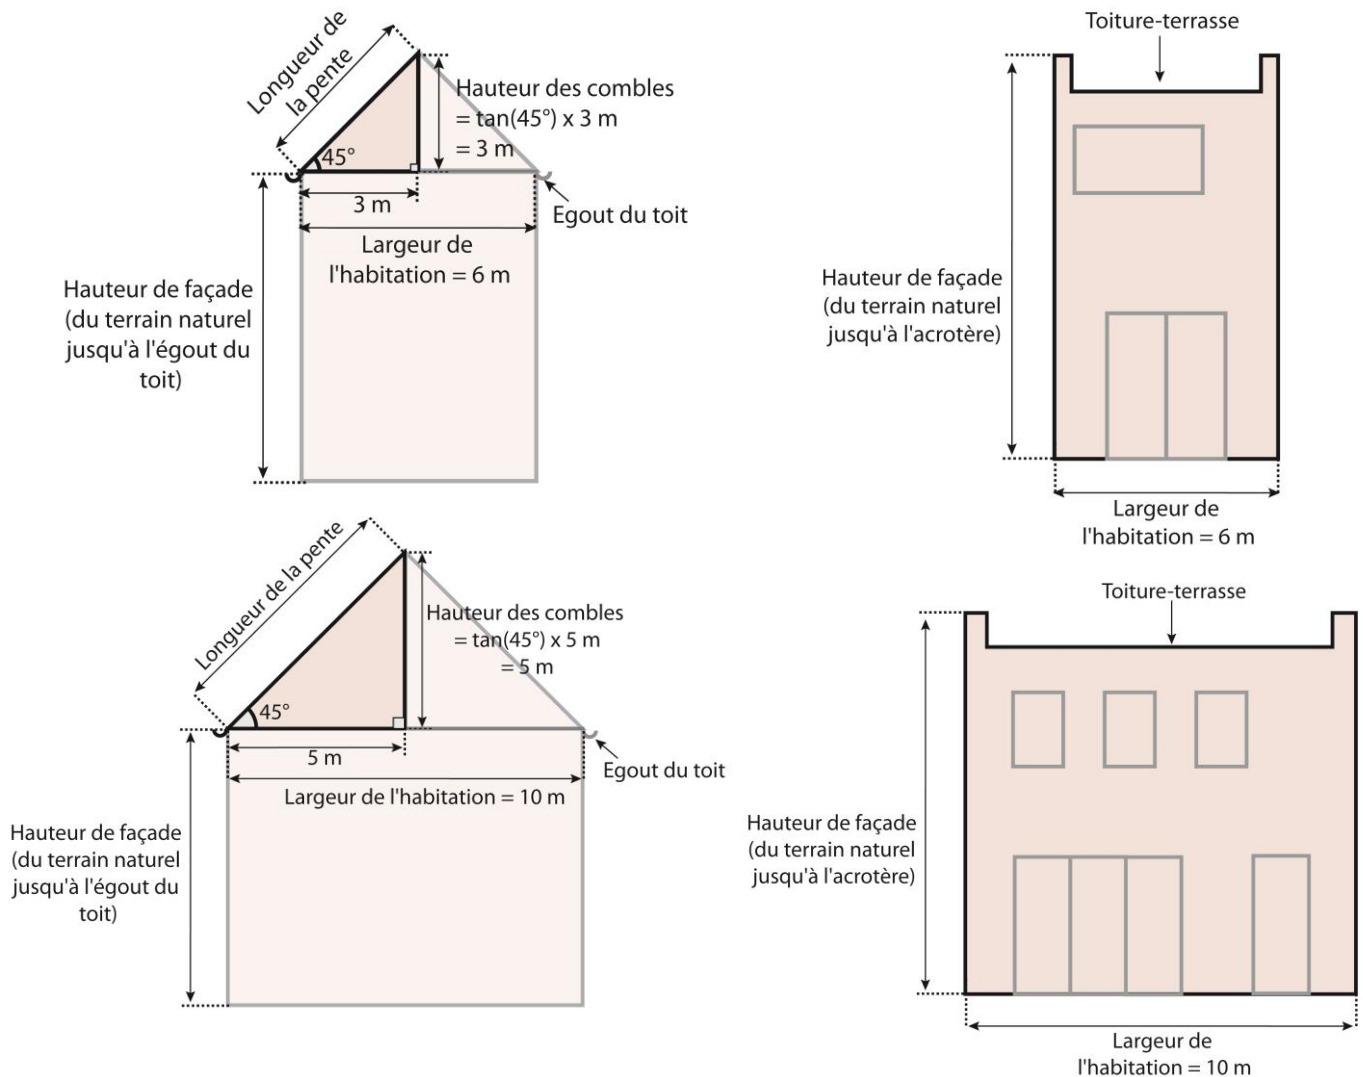 Longueur de
la pente
Hauteur des combles
= tan(45°) x 3 m
= 3 m
45°
3 m
Egout du toit
Largeur de
l'habitation = 6 m
Hauteur de façade
(du terrain naturel
jusqu'à l'égout du
toit)
Toiture-terrasse
Hauteur de façade
(du terrain naturel
jusqu'à l'acrotère)
Largeur de
l'habitation = 6 m
Longueur de la pente
Hauteur des combles
= tan(45°) x 5 m
= 5 m
45°
5 m
Egout du toit
Largeur de l'habitation = 10 m
Hauteur de façade
(du terrain naturel
jusqu'à l'égout du
toit)
Toiture-terrasse
Hauteur de façade
(du terrain naturel
jusqu'à l'acrotère)
Largeur de
l'habitation = 10 m